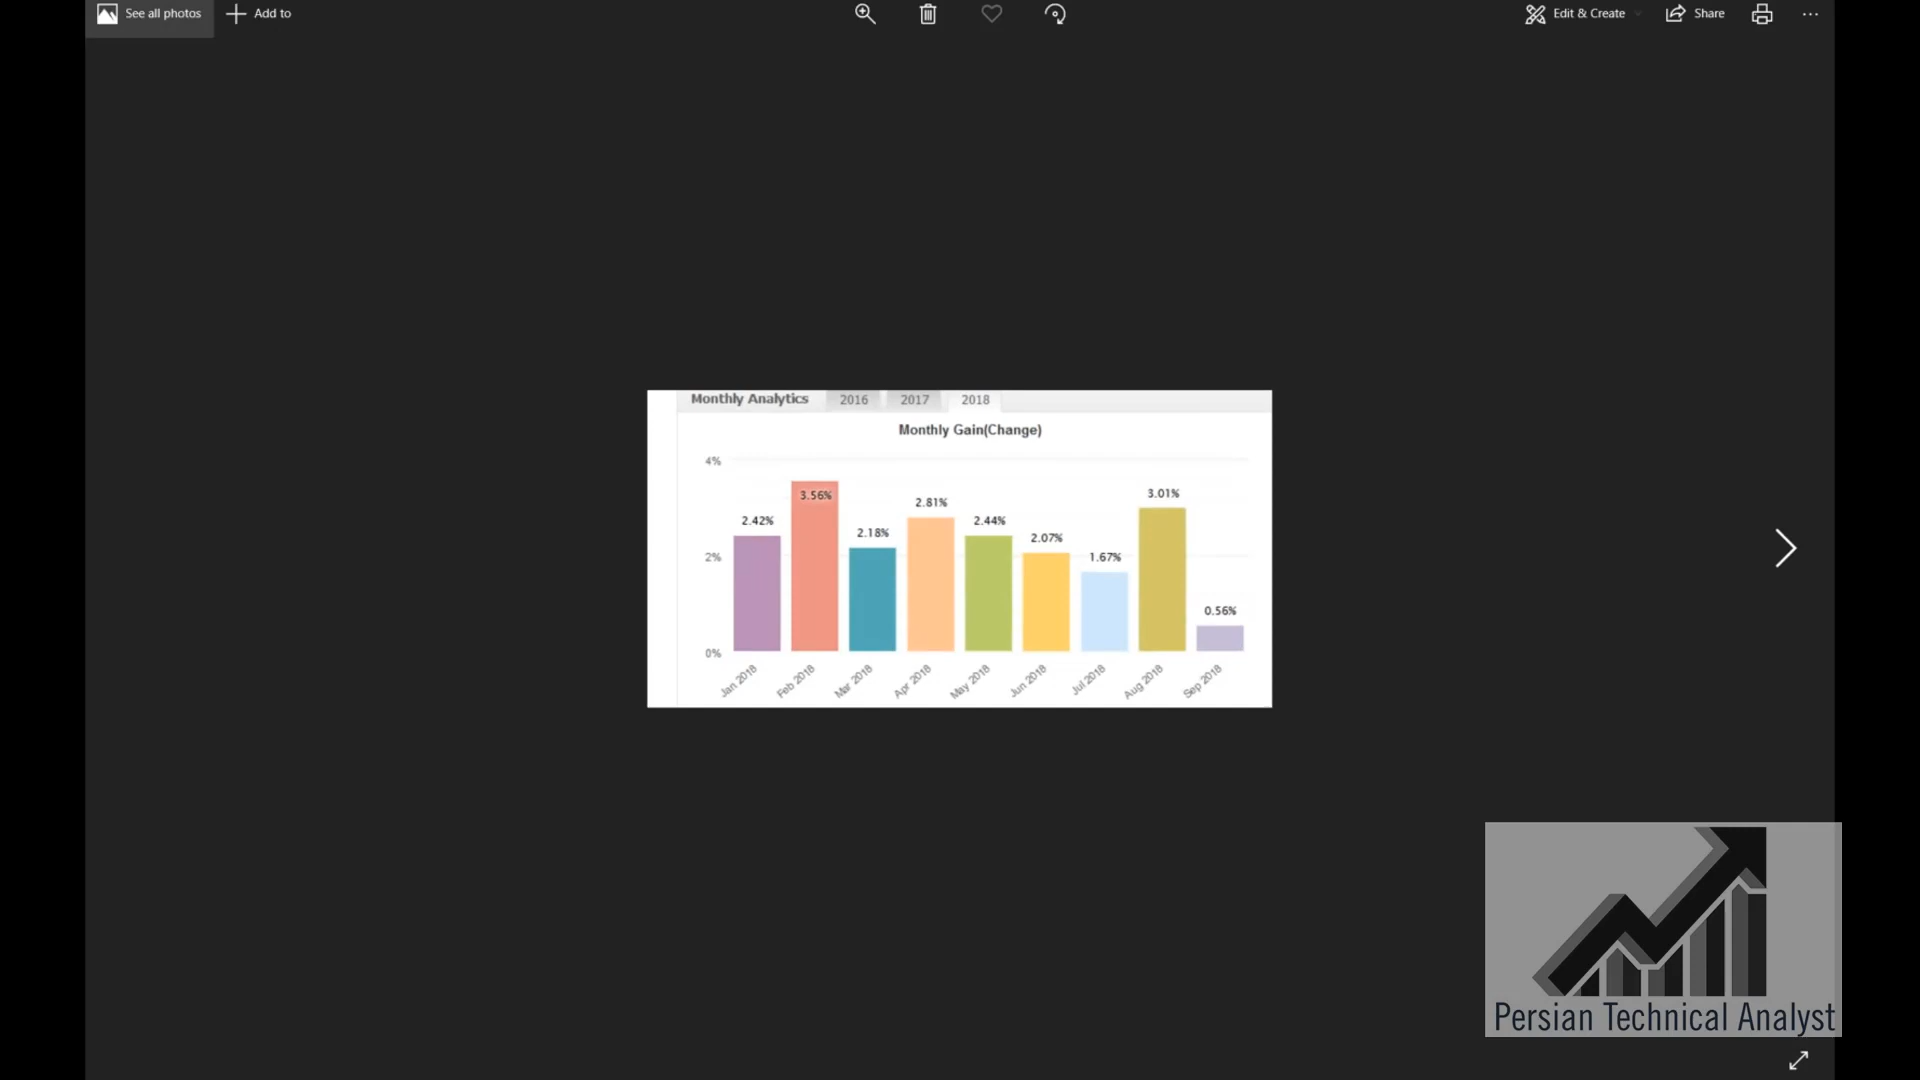 See all photos
Add to
Edit & Create
Share
Monthly Analytics 2016 2017 2018
Monthly Gain(Change)
4%
2%
0%
2.42%
3.56%
2.18%
2.81%
2.44%
2.07%
1.67%
3.01%
0.56%
Jan 2018
Feb 2018
Mar 2018
Apr 2018
May 2018
Jun 2018
Jul 2018
Aug 2018
Sep 2018
Persian Technical Analyst